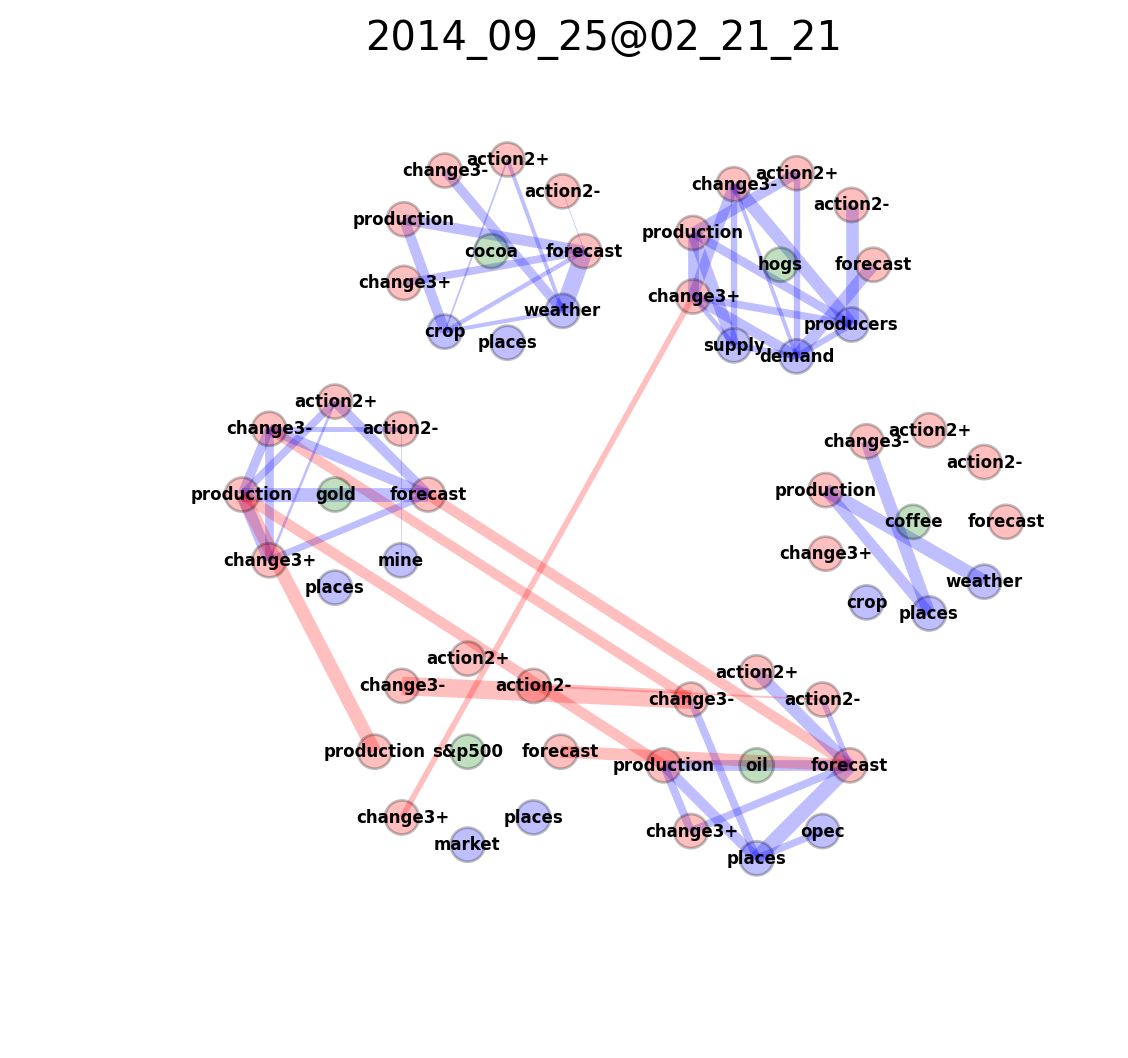 2014_09_25@02_21_21
action2+
change3-
action2-
production
cocoa
forecast
change3+
weather
crop
places
action2+
change3-
action2-
production
hogs
forecast
change3+
producers
supply
demand
action2+
change3-
action2-
production
gold
forecast
change3+
mine
places
action2+
change3-
action2-
production
coffee
forecast
change3+
weather
crop
places
action2+
change3-
action2-
production
s&p500
forecast
change3+
places
market
action2+
change3-
action2-
production
oil
forecast
change3+
opec
places